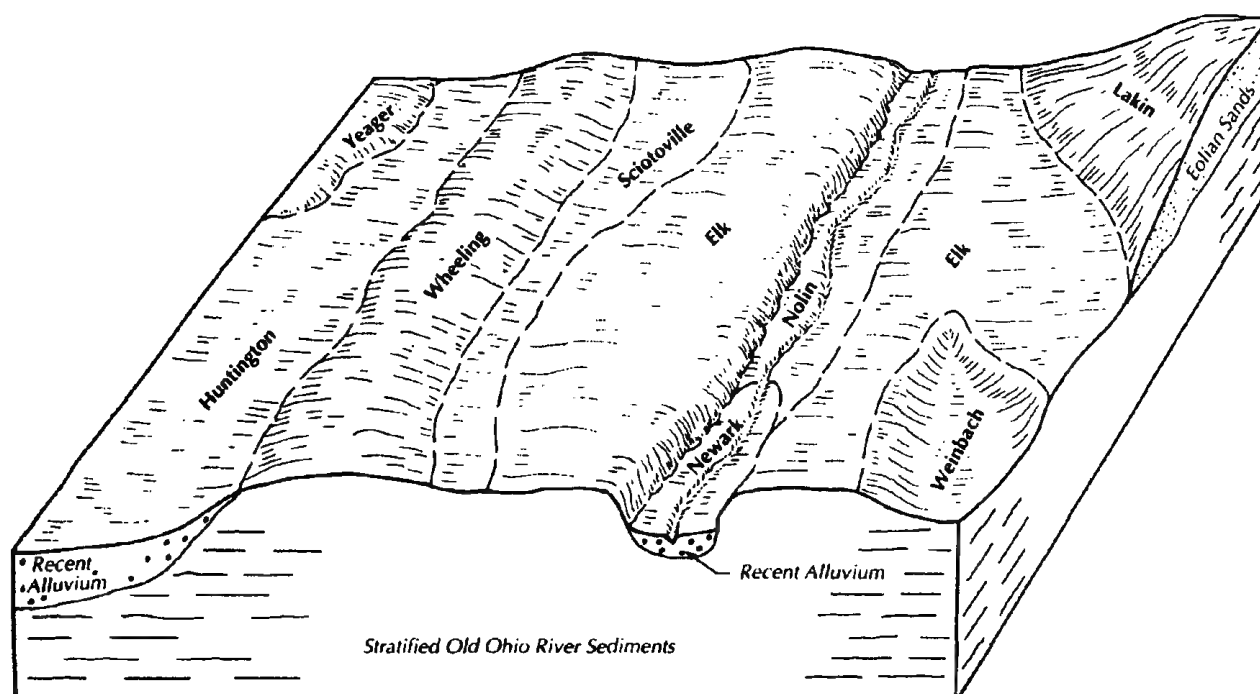 Yeager
Huntington
Wheeling
Sciotoville
Elk
Nolin
Newark
Elk
Weinbach
Lakin
Eolian Sands
Recent
Alluvium
Recent Alluvium
Stratified Old Ohio River Sediments